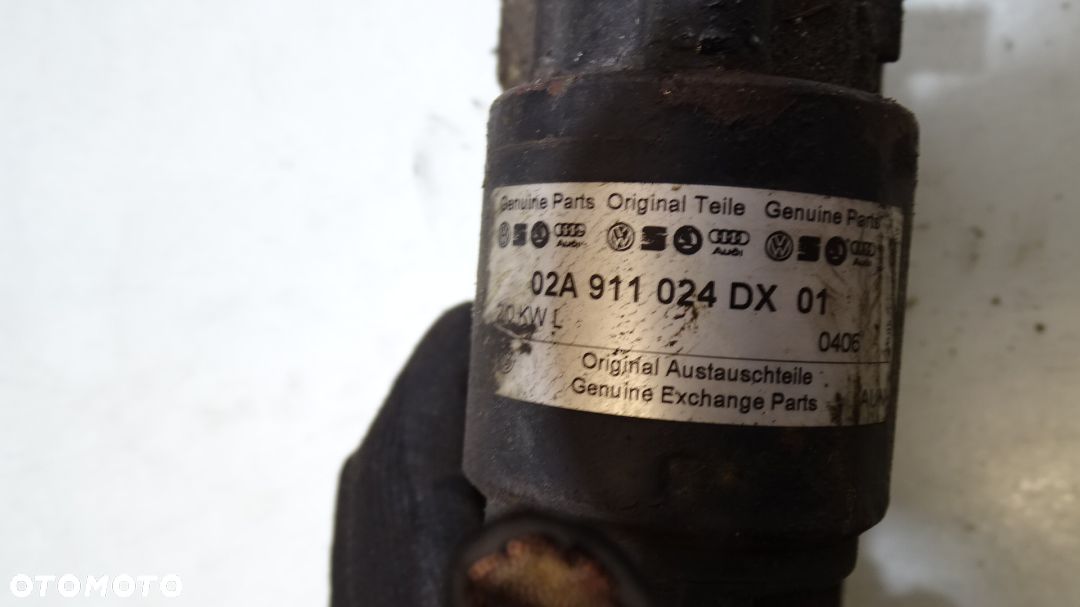 Genuine Parts Original Teile Genuine Parts
Audi Audi Audi
02A 911 024 DX 01
KW L
0406
Original Austauschteile
Genuine Exchange Parts
OTOMOTO